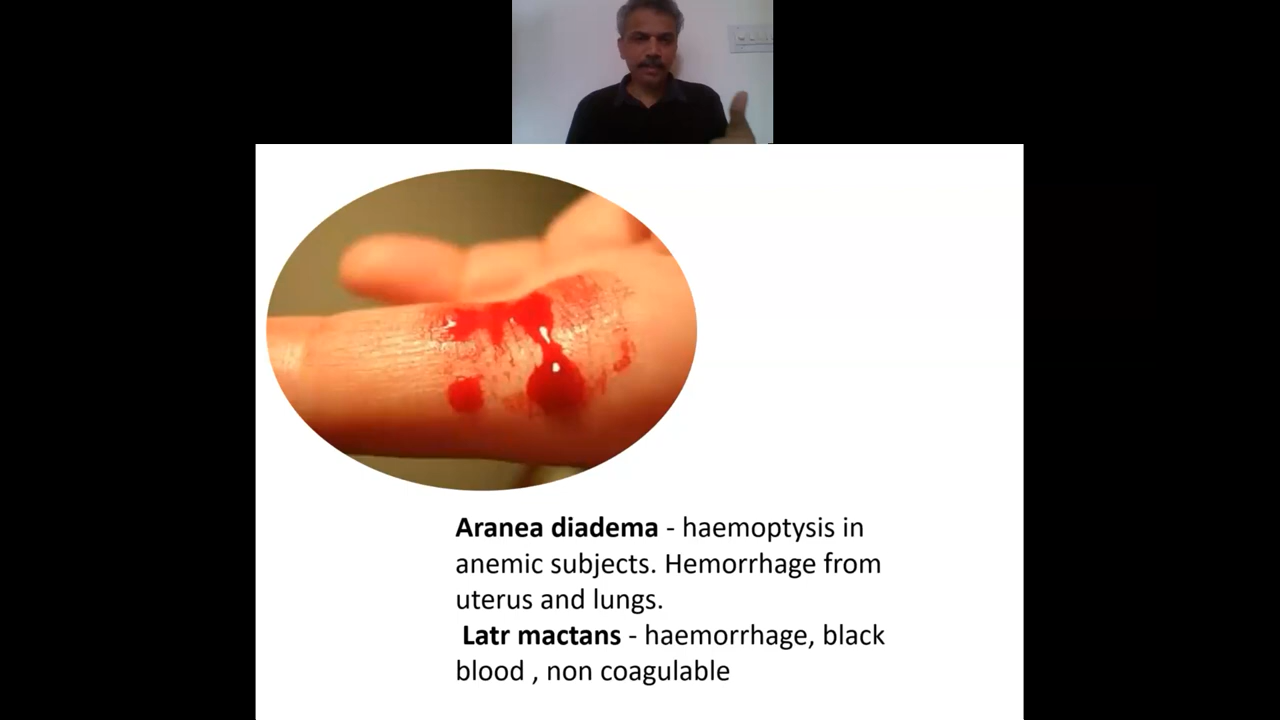 Aranea diadema - haemoptysis in
anemic subjects. Hemorrhage from
uterus and lungs.
Latr mactans - haemorrhage, black
blood , non coagulable